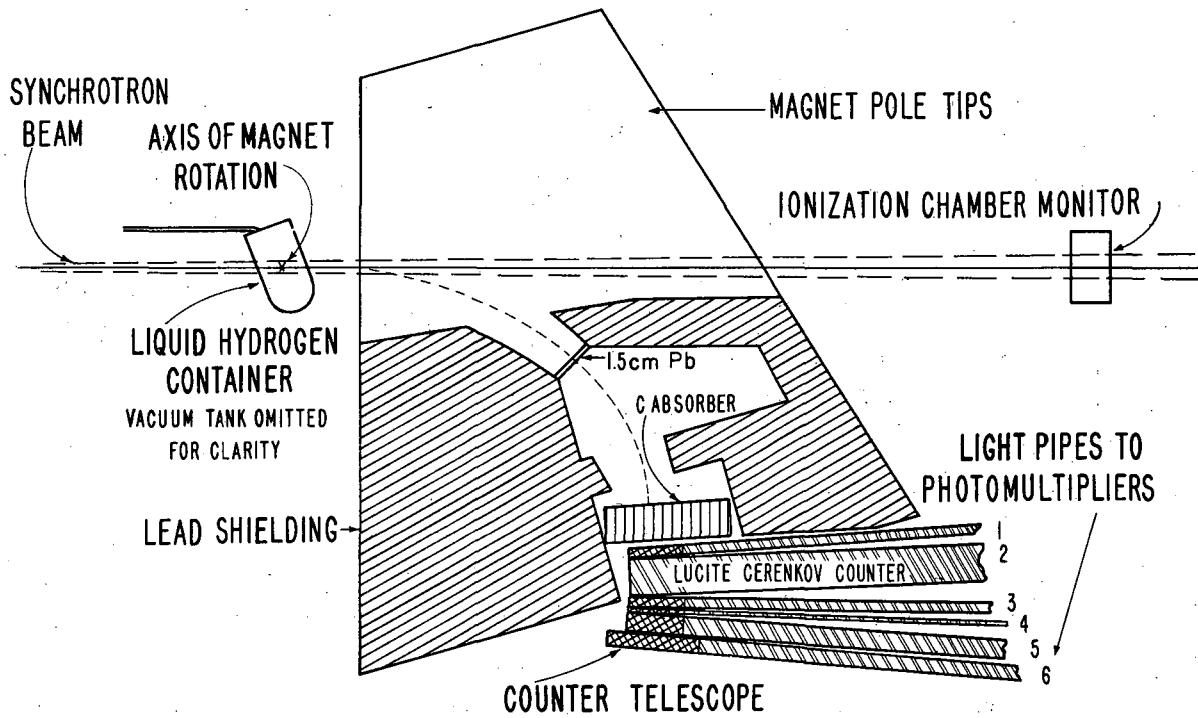 SYNCHROTRON
BEAM
AXIS OF MAGNET
ROTATION
MAGNET POLE TIPS
IONIZATION CHAMBER MONITOR
LIQUID HYDROGEN
CONTAINER
VACUUM TANK OMITTED
FOR CLARITY
1.5cm Pb
C ABSORBER
LIGHT PIPES TO
PHOTOMULTIPLIERS
LEAD SHIELDING
1
2
LUCITE CERENKOV COUNTER
3
4
5
6
COUNTER TELESCOPE